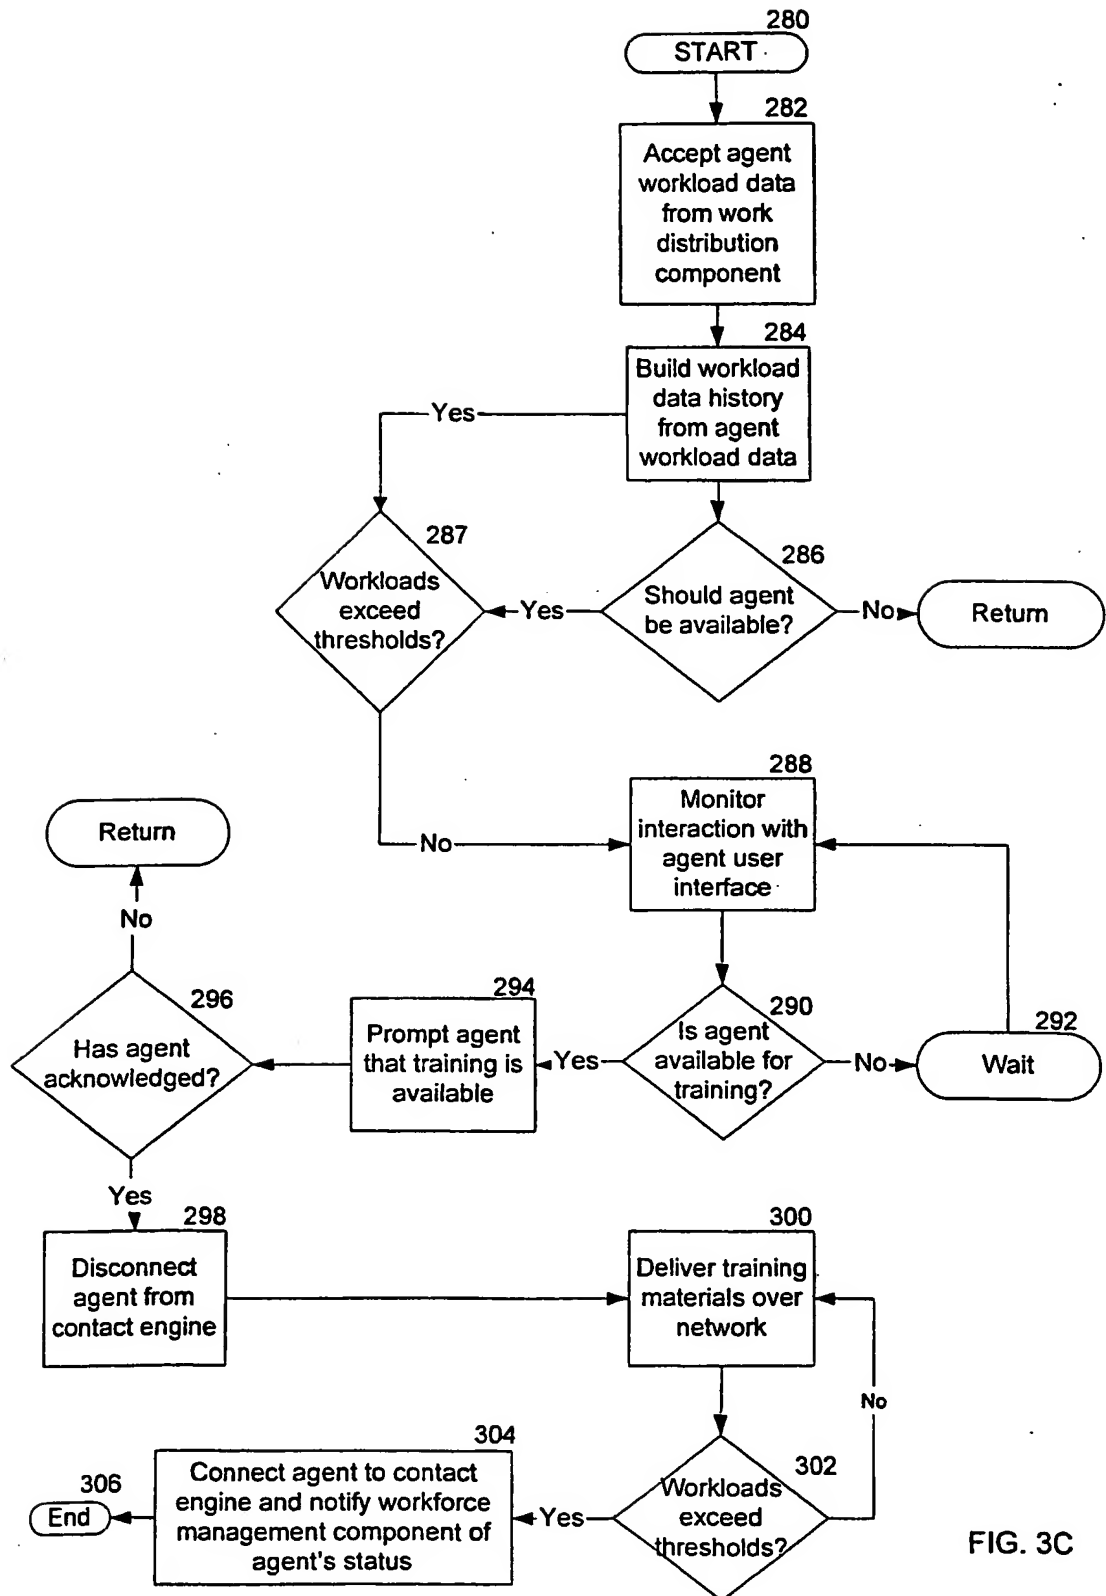 280
START
282
Accept agent
workload data
from work
distribution
component
284
Build workload
data history
from agent
workload data
Yes
287
Workloads
exceed
thresholds?
Yes
286
Should agent
be available?
No
Return
288
Monitor
interaction with
agent user
interface
No
Return
No
296
Has agent
acknowledged?
294
Prompt agent
that training is
available
Yes
290
Is agent
available for
training?
No
292
Wait
Yes
298
Disconnect
agent from
contact engine
300
Deliver training
materials over
network
No
302
Workloads
exceed
thresholds?
Yes
304
Connect agent to contact
engine and notify workforce
management component of
agent's status
306
End
FIG. 3C